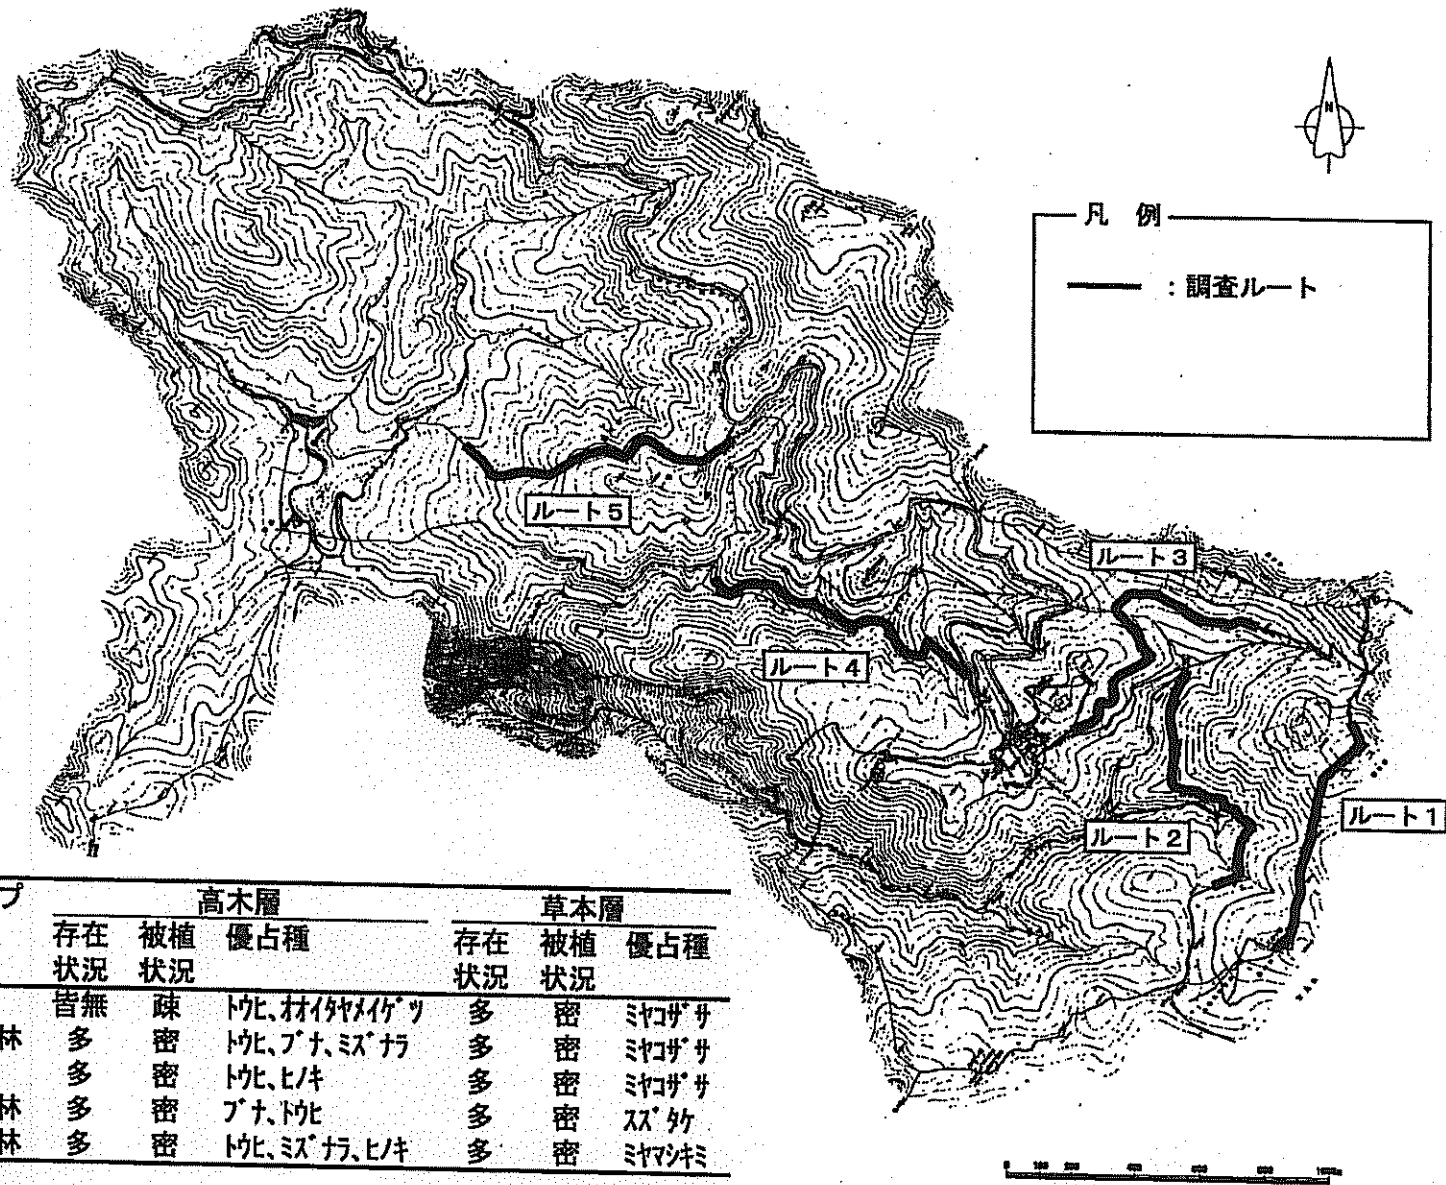 N
凡 例
：調査ルート
ルート5
ルート3
ルート4
ルート2
ルート1
プ 高木層 草本層
存在 被植 優占種 存在 被植 優占種
状況 状況 状況 状況
皆無 疎 トウヒ、オオイタヤメイゲツ 多 密 ミヤコザサ
林 多 密 トウヒ、ブナ、ミズナラ 多 密 ミヤコザサ
多 密 トウヒ、ヒノキ 多 密 ミヤコザサ
林 多 密 ブナ、トウヒ 多 密 スズタケ
林 多 密 トウヒ、ミズナラ、ヒノキ 多 密 ミヤマシキミ